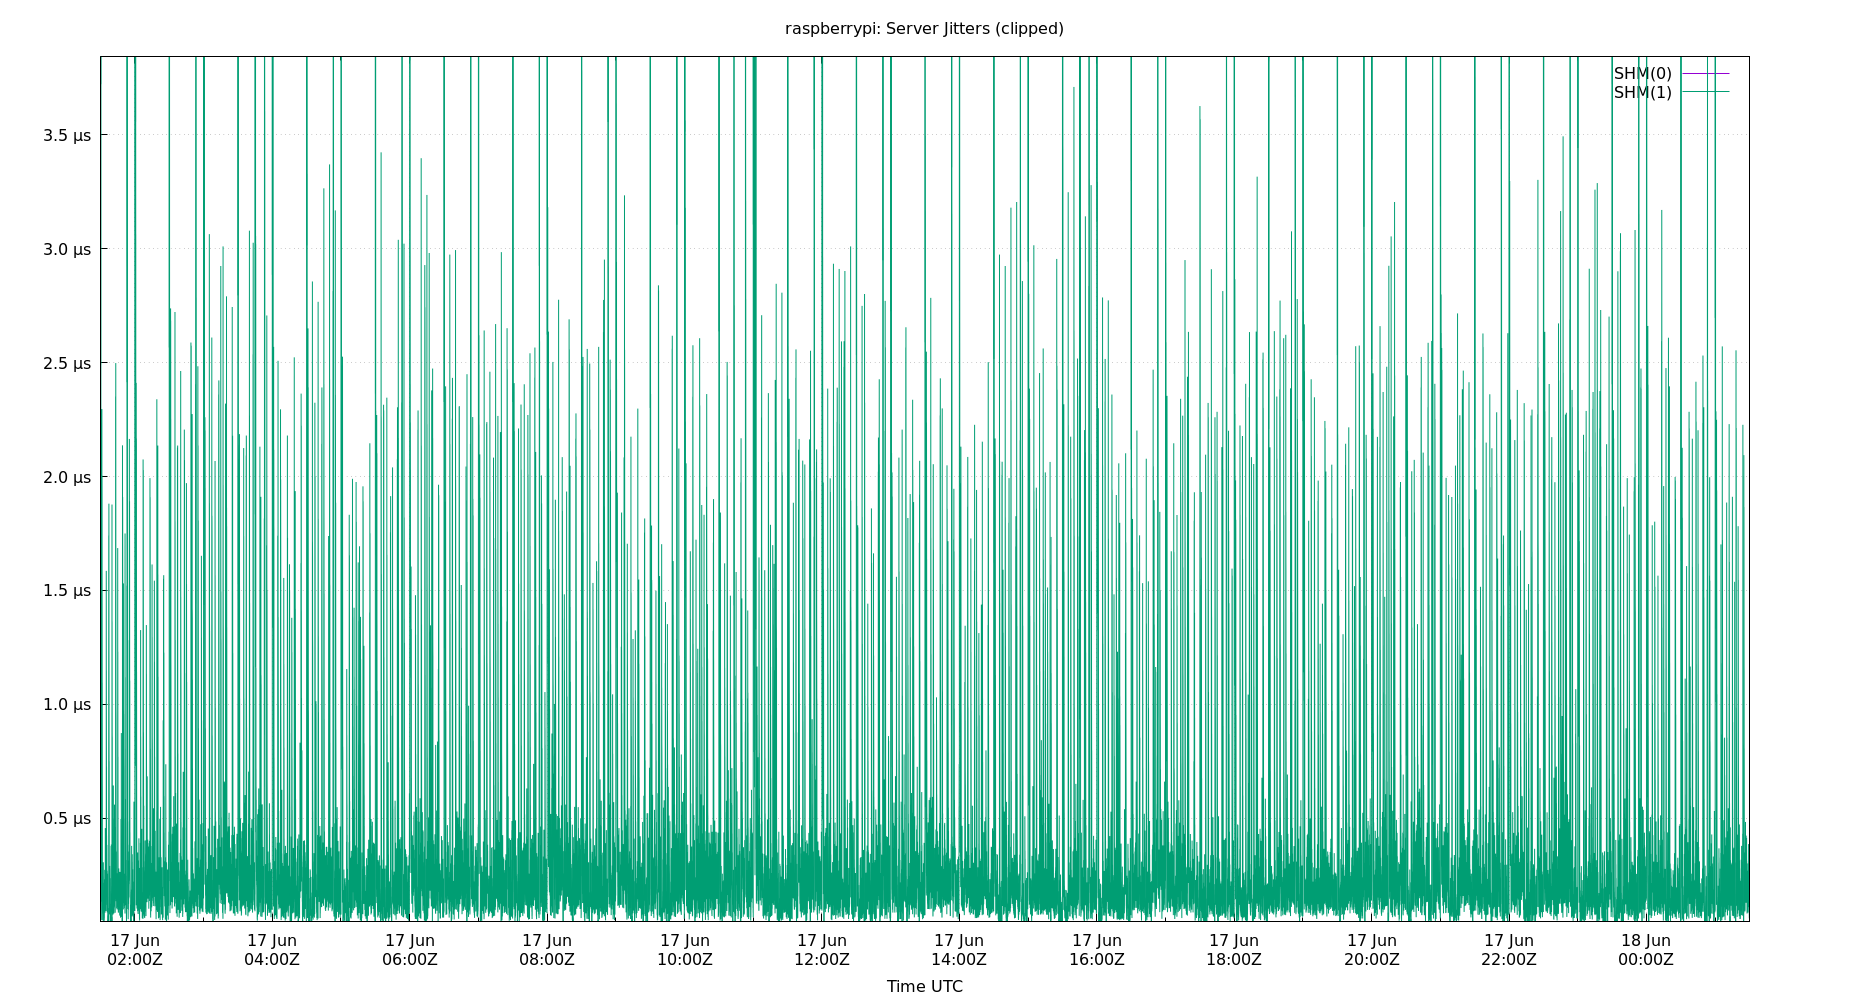 raspberrypi: Server Jitters (clipped)
SHM(0)
SHM(1)
3.5 μs
3.0 μs
2.5 μs
2.0 μs
1.5 μs
1.0 μs
0.5 μs
17 Jun 17 Jun 17 Jun 17 Jun 17 Jun 17 Jun 17 Jun 17 Jun 17 Jun 17 Jun 17 Jun 18 Jun
02:00Z 04:00Z 06:00Z 08:00Z 10:00Z 12:00Z 14:00Z 16:00Z 18:00Z 20:00Z 22:00Z 00:00Z
Time UTC